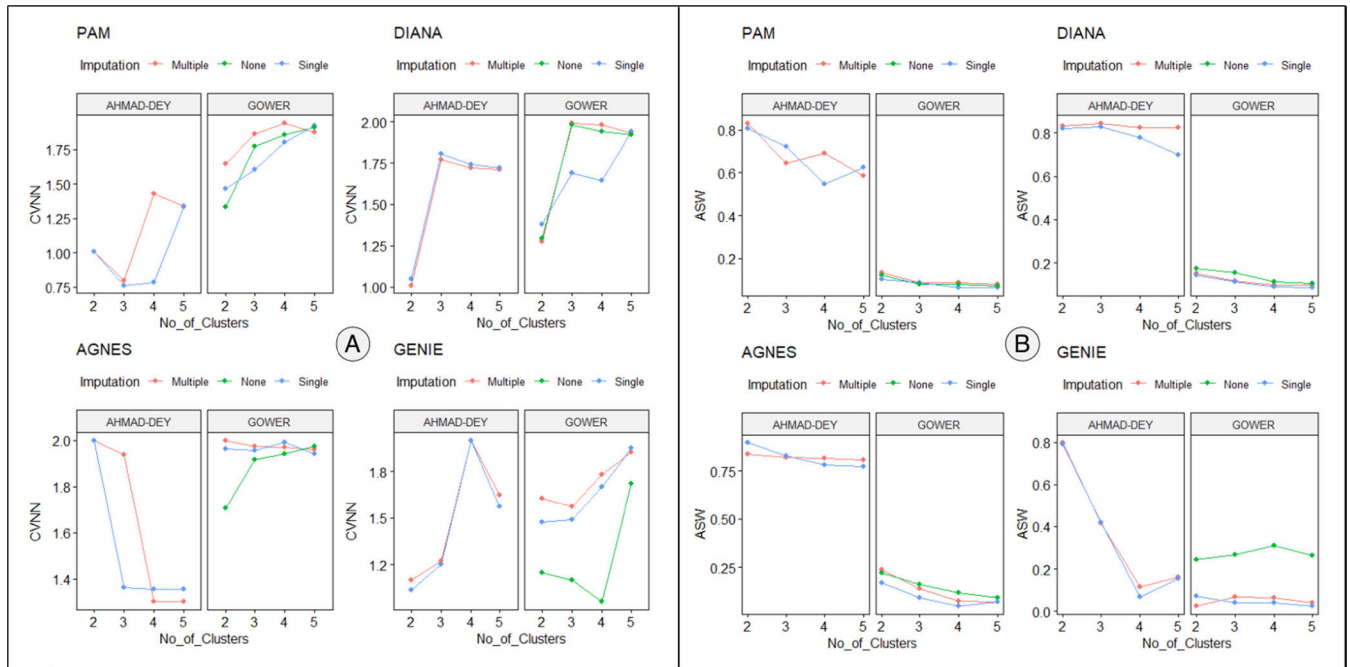 PAM
Imputation Multiple None Single
AHMAD-DEY GOWER
CVNN
1.75
1.50
1.25
1.00
0.75
2 3 4 5 2 3 4 5
No_of_Clusters
DIANA
Imputation Multiple None Single
AHMAD-DEY GOWER
CVNN
2.00
1.75
1.50
1.25
1.00
2 3 4 5 2 3 4 5
No_of_Clusters
A
AGNES
Imputation Multiple None Single
AHMAD-DEY GOWER
CVNN
2.0
1.8
1.6
1.4
2 3 4 5 2 3 4 5
No_of_Clusters
GENIE
Imputation Multiple None Single
AHMAD-DEY GOWER
CVNN
1.8
1.5
1.2
2 3 4 5 2 3 4 5
No_of_Clusters
PAM
Imputation Multiple None Single
AHMAD-DEY GOWER
ASW
0.8
0.6
0.4
0.2
2 3 4 5 2 3 4 5
No_of_Clusters
DIANA
Imputation Multiple None Single
AHMAD-DEY GOWER
ASW
0.8
0.6
0.4
0.2
2 3 4 5 2 3 4 5
No_of_Clusters
B
AGNES
Imputation Multiple None Single
AHMAD-DEY GOWER
ASW
0.75
0.50
0.25
2 3 4 5 2 3 4 5
No_of_Clusters
GENIE
Imputation Multiple None Single
AHMAD-DEY GOWER
ASW
0.8
0.6
0.4
0.2
0.0
2 3 4 5 2 3 4 5
No_of_Clusters